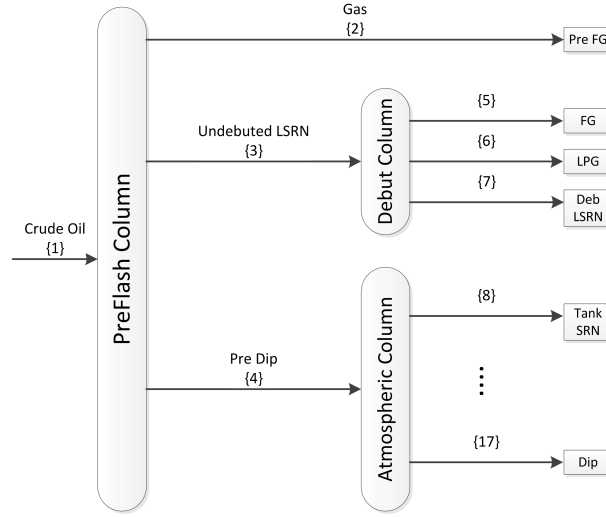 Gas
{2}
Pre FG
Undebuted LSRN
{3}
Debut Column
{5}
FG
{6}
LPG
{7}
Deb
LSRN
Crude Oil
{1}
PreFlash Column
Pre Dip
{4}
Atmospheric Column
{8}
Tank
SRN
{17}
Dip